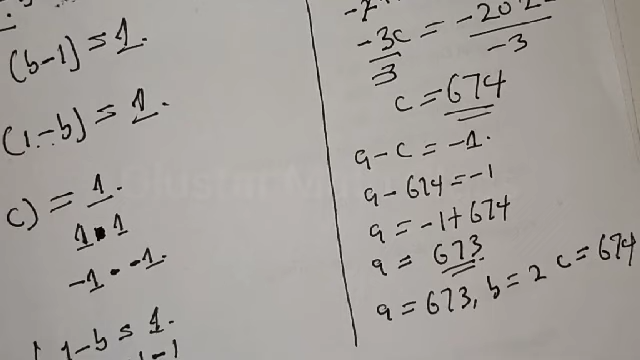 (b-1) = 1.
(1-b) = 1.
c) = 1.
1 • 1
-1 • -1.
1-b = 1.
-3c = -202
3 -3
c = 674
a - c = -1.
a - 674 = -1
a = -1 + 674
a = 673
a = 673, b = 2 c = 674